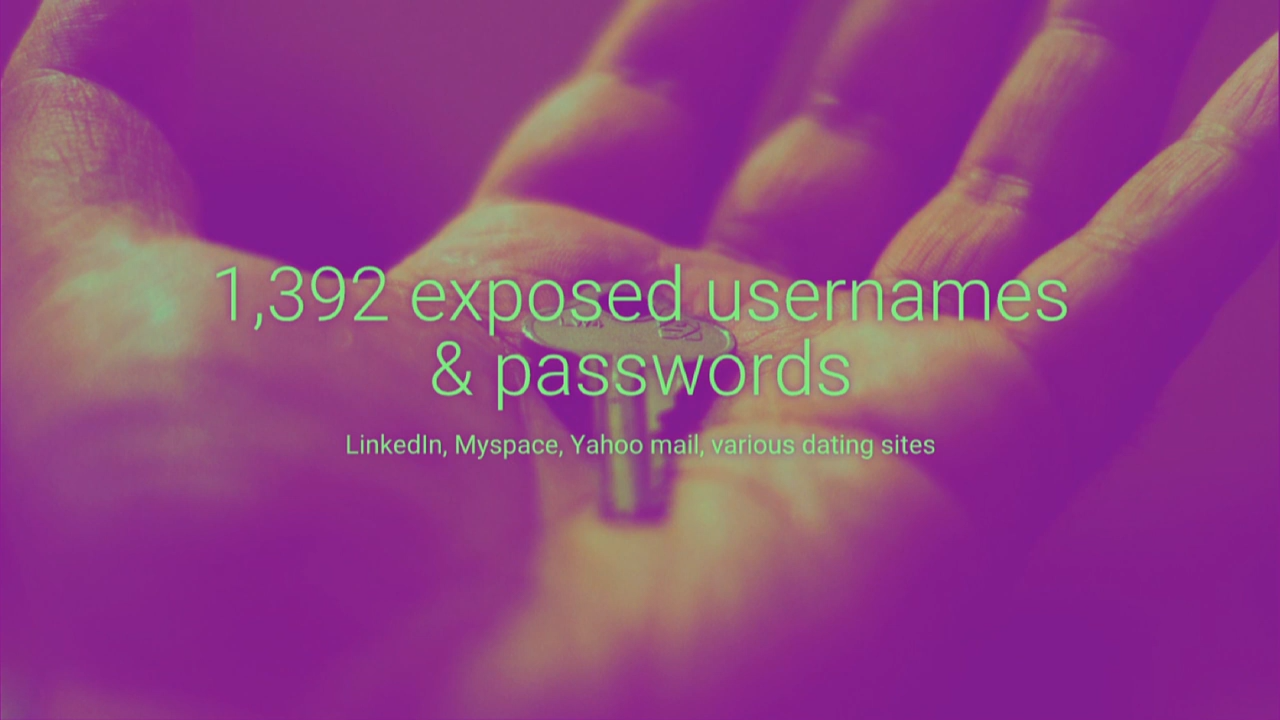 1,392 exposed usernames
& passwords
LinkedIn, Myspace, Yahoo mail, various dating sites